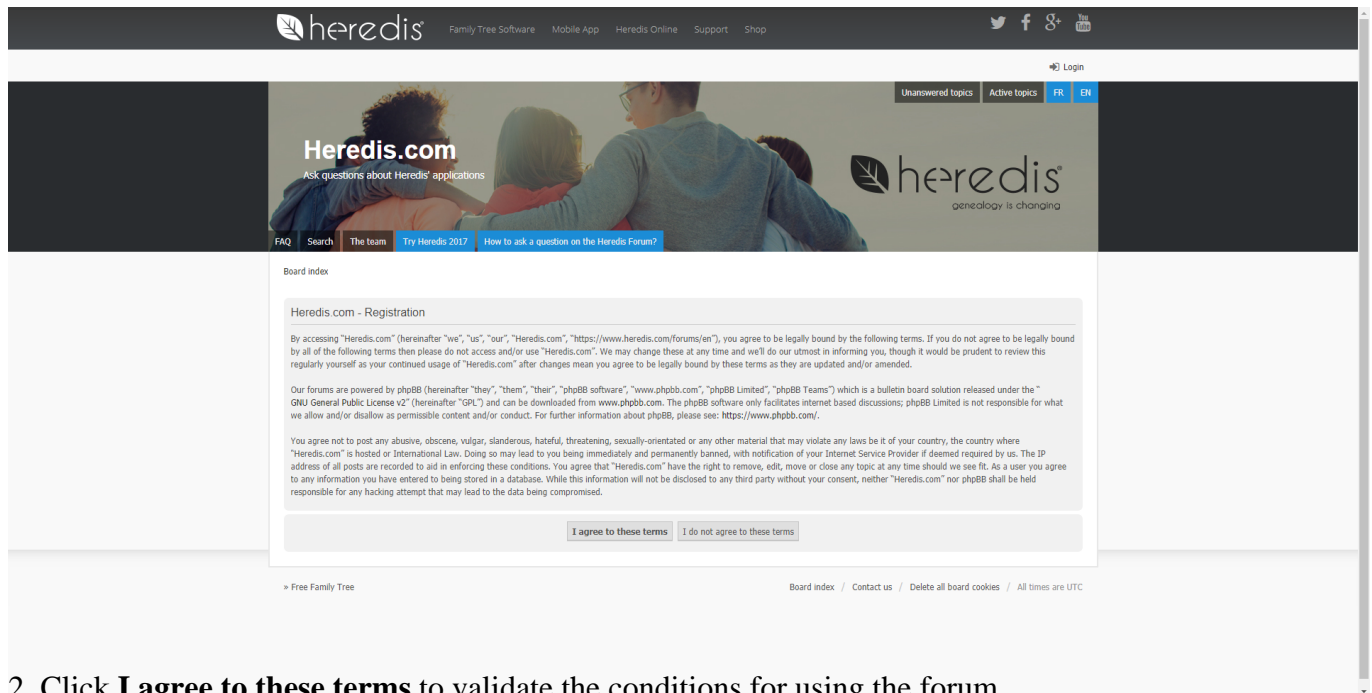 heredis
Family Tree Software Mobile App Heredis Online Support Shop
You
Tube
Login
Unanswered topics Active topics FR EN
Heredis.com
Ask questions about Heredis' applications
heredis
genealogy is changing
FAQ Search The team Try Heredis 2017 How to ask a question on the Heredis Forum?
Board index
Heredis.com - Registration
By accessing "Heredis.com" (hereinafter "we", "us", "our", "Heredis.com", "https://www.heredis.com/forums/en"), you agree to be legally bound by the following terms. If you do not agree to be legally bound
by all of the following terms then please do not access and/or use "Heredis.com". We may change these at any time and we'll do our utmost in informing you, though it would be prudent to review this
regularly yourself as your continued usage of "Heredis.com" after changes mean you agree to be legally bound by these terms as they are updated and/or amended.
Our forums are powered by phpBB (hereinafter "they", "them", "their", "phpBB software", "www.phpbb.com", "phpBB Limited", "phpBB Teams") which is a bulletin board solution released under the "
GNU General Public License v2" (hereinafter "GPL") and can be downloaded from www.phpbb.com. The phpBB software only facilitates internet based discussions; phpBB Limited is not responsible for what
we allow and/or disallow as permissible content and/or conduct. For further information about phpBB, please see: https://www.phpbb.com/.
You agree not to post any abusive, obscene, vulgar, slanderous, hateful, threatening, sexually-orientated or any other material that may violate any laws be it of your country, the country where
"Heredis.com" is hosted or International Law. Doing so may lead to you being immediately and permanently banned, with notification of your Internet Service Provider if deemed required by us. The IP
address of all posts are recorded to aid in enforcing these conditions. You agree that "Heredis.com" have the right to remove, edit, move or close any topic at any time should we see fit. As a user you agree
to any information you have entered to being stored in a database. While this information will not be disclosed to any third party without your consent, neither "Heredis.com" nor phpBB shall be held
responsible for any hacking attempt that may lead to the data being compromised.
I agree to these terms I do not agree to these terms
» Free Family Tree Board index / Contact us / Delete all board cookies / All times are UTC
2. Click I agree to these terms to validate the conditions for using the forum